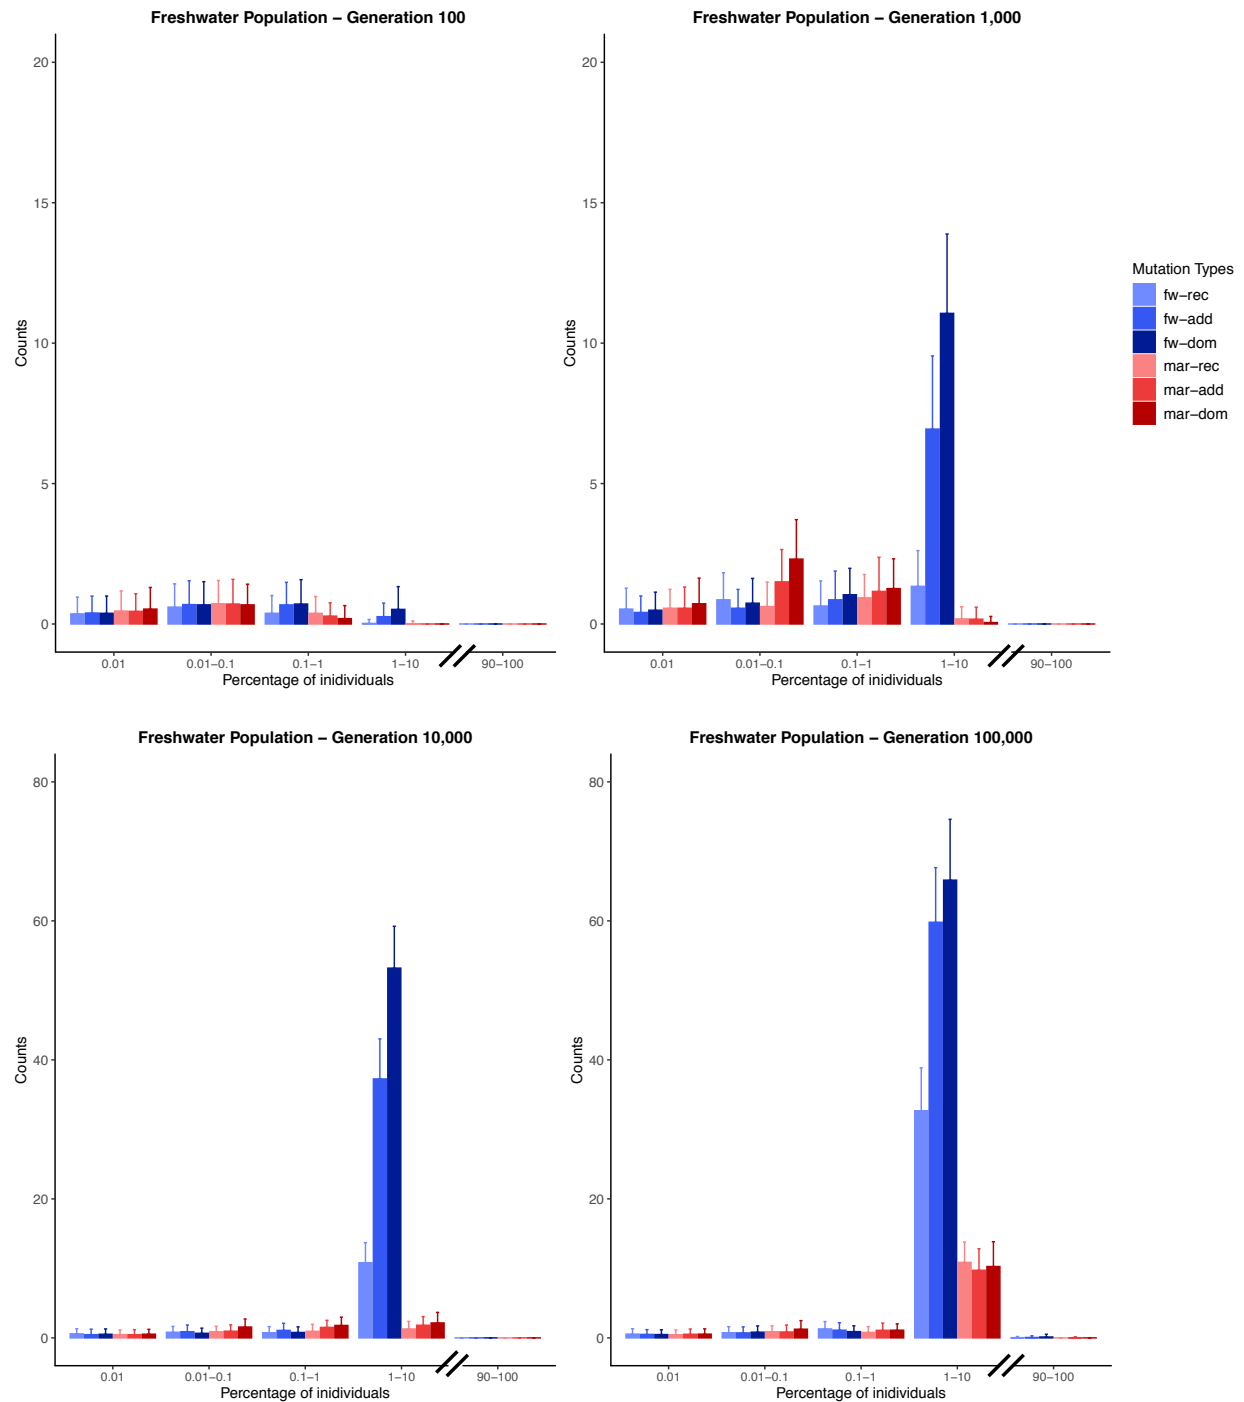 Freshwater Population − Generation 100
20
15
10
5
0
Counts
0.01
0.01−0.1
0.1−1
1−10
90−100
Percentage of inidividuals
Freshwater Population − Generation 1,000
20
15
10
5
0
Counts
0.01
0.01−0.1
0.1−1
1−10
90−100
Percentage of inidividuals
Mutation Types
fw−rec
fw−add
fw−dom
mar−rec
mar−add
mar−dom
Freshwater Population − Generation 10,000
80
60
40
20
0
Counts
0.01
0.01−0.1
0.1−1
1−10
90−100
Percentage of inidividuals
Freshwater Population − Generation 100,000
80
60
40
20
0
Counts
0.01
0.01−0.1
0.1−1
1−10
90−100
Percentage of inidividuals